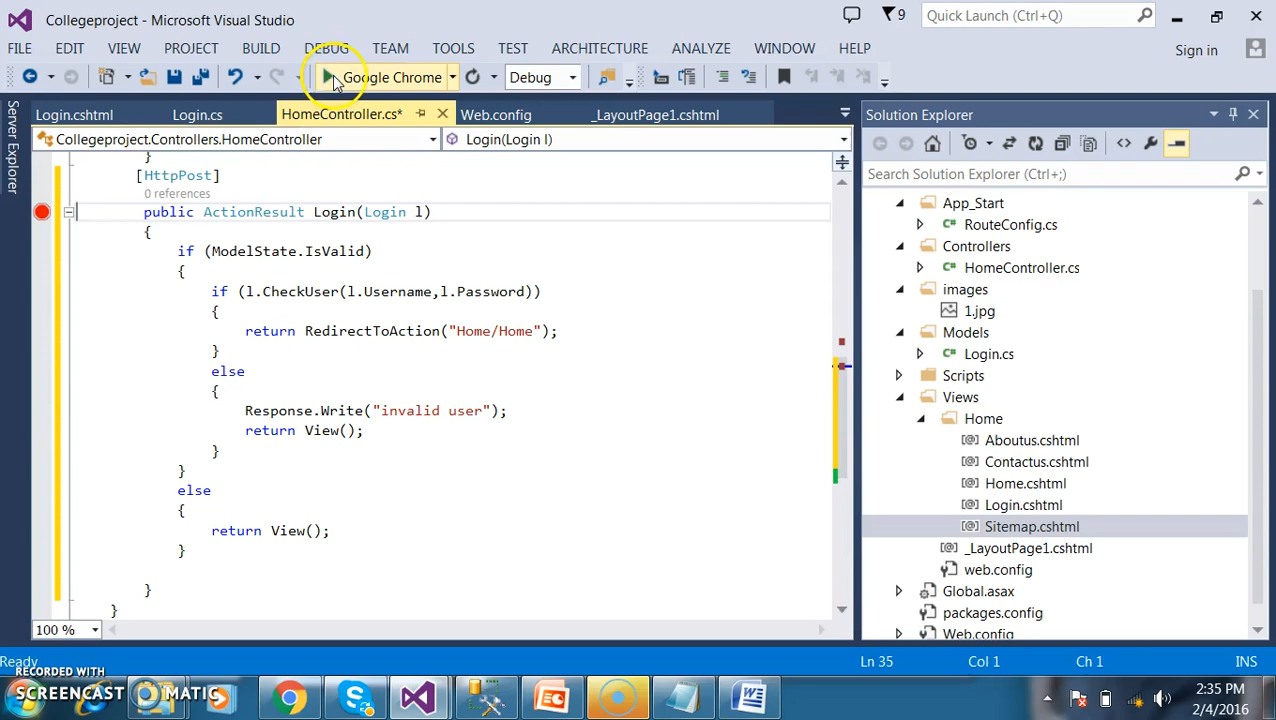 Collegeproject - Microsoft Visual Studio
9
Quick Launch (Ctrl+Q)
FILE EDIT VIEW PROJECT BUILD DEBUG TEAM TOOLS TEST ARCHITECTURE ANALYZE WINDOW HELP
Sign in
Google Chrome
Debug
Server Explorer
Login.cshtml Login.cs HomeController.cs* Web.config _LayoutPage1.cshtml
Collegeproject.Controllers.HomeController Login(Login l)
}
[HttpPost]
0 references
public ActionResult Login(Login l)
{
if (ModelState.IsValid)
{
if (l.CheckUser(l.Username,l.Password))
{
return RedirectToAction("Home/Home");
}
else
{
Response.Write("invalid user");
return View();
}
}
else
{
return View();
}
}
}
100 %
Solution Explorer
Search Solution Explorer (Ctrl+;)
App_Start
RouteConfig.cs
Controllers
HomeController.cs
images
1.jpg
Models
Login.cs
Scripts
Views
Home
Aboutus.cshtml
Contactus.cshtml
Home.cshtml
Login.cshtml
Sitemap.cshtml
_LayoutPage1.cshtml
web.config
Global.asax
packages.config
Web.config
Ready
Ln 35 Col 1 Ch 1 INS
RECORDED WITH
SCREENCAST MATIC
2:35 PM
2/4/2016